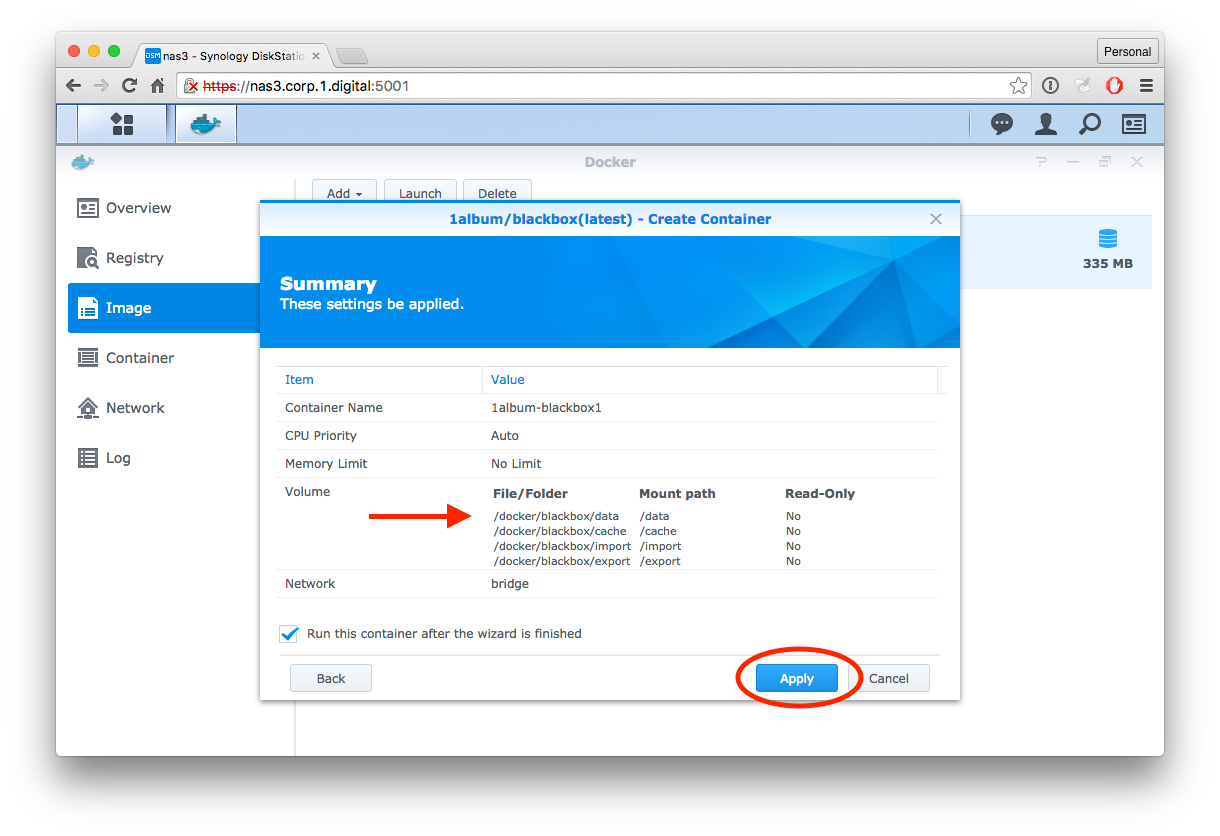 DSM nas3 - Synology DiskStatio
Personal
https://nas3.corp.1.digital:5001
Docker
Overview
Registry
Image
Container
Network
Log
Add Launch Delete
335 MB
1album/blackbox(latest) - Create Container
Summary
These settings be applied.
Item Value
Container Name 1album-blackbox1
CPU Priority Auto
Memory Limit No Limit
Volume File/Folder Mount path Read-Only
/docker/blackbox/data /data No
/docker/blackbox/cache /cache No
/docker/blackbox/import /import No
/docker/blackbox/export /export No
Network bridge
Run this container after the wizard is finished
Back Apply Cancel